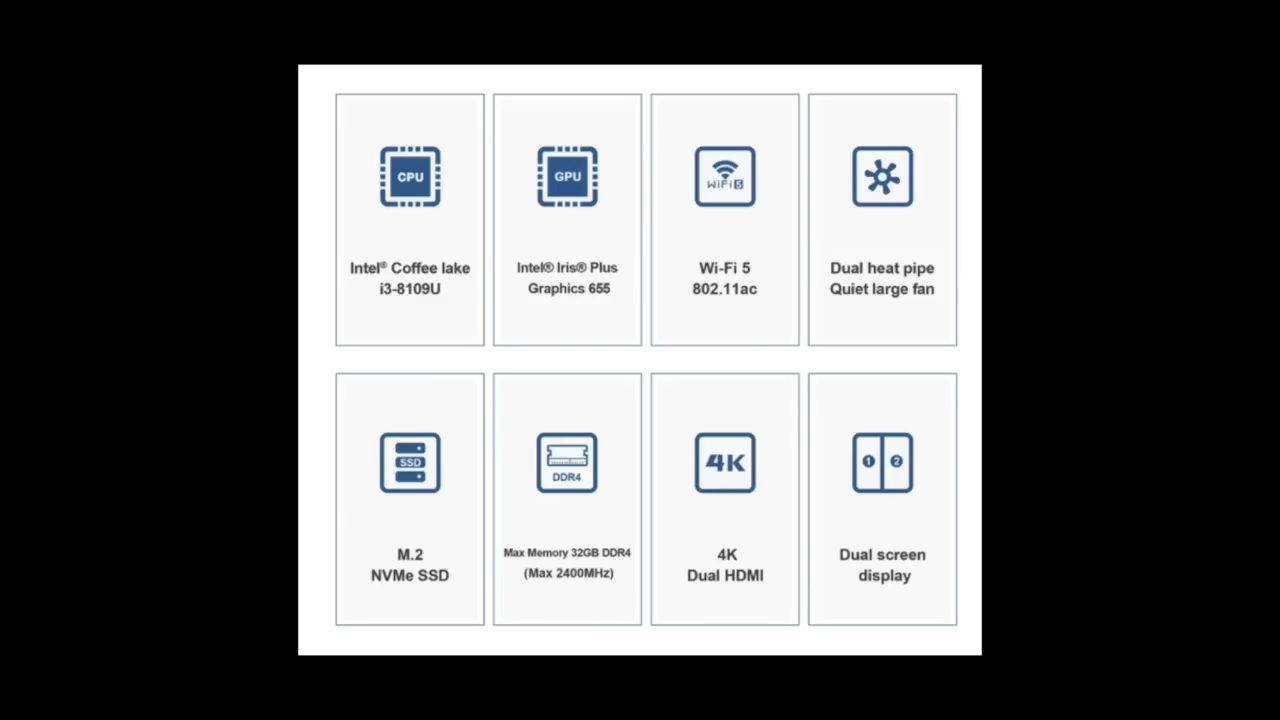 CPU
Intel® Coffee lake
i3-8109U
GPU
Intel® Iris® Plus
Graphics 655
WiFi 5
Wi-Fi 5
802.11ac
Dual heat pipe
Quiet large fan
SSD
M.2
NVMe SSD
DDR4
Max Memory 32GB DDR4
(Max 2400MHz)
4K
4K
Dual HDMI
1 2
Dual screen
display